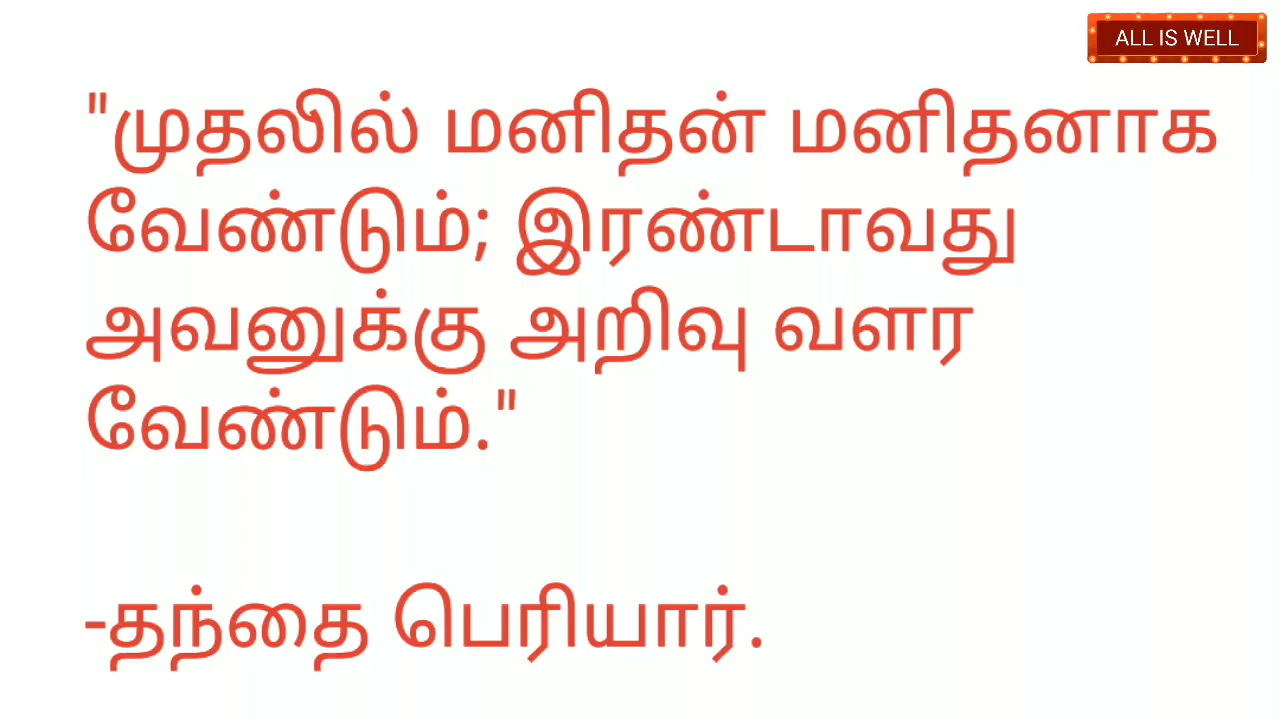 ALL IS WELL
"முதலில் மனிதன் மனிதனாக
வேண்டும்; இரண்டாவது
அவனுக்கு அறிவு வளர
வேண்டும்."
-தந்தை பெரியார்.